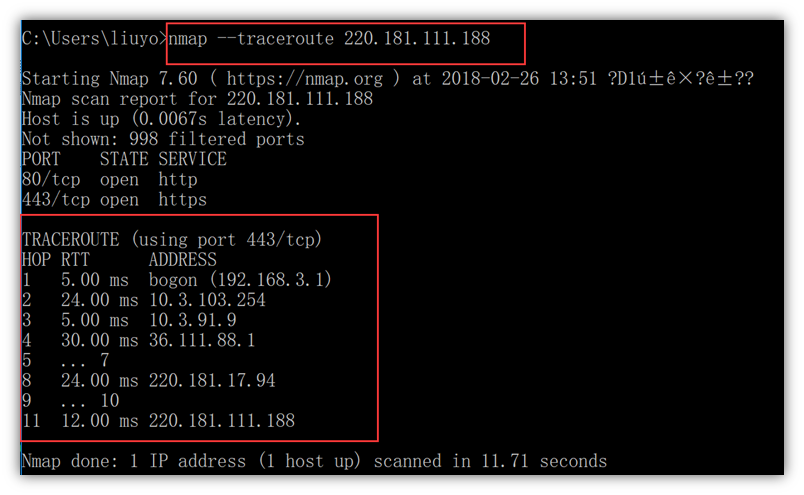 C:\Users\liuyo>nmap --traceroute 220.181.111.188
Starting Nmap 7.60 ( https://nmap.org ) at 2018-02-26 13:51 ?D1ú±ê×?ê±??
Nmap scan report for 220.181.111.188
Host is up (0.0067s latency).
Not shown: 998 filtered ports
PORT    STATE SERVICE
80/tcp  open  http
443/tcp open  https
TRACEROUTE (using port 443/tcp)
HOP RTT      ADDRESS
1   5.00 ms  bogon (192.168.3.1)
2   24.00 ms 10.3.103.254
3   5.00 ms  10.3.91.9
4   30.00 ms 36.111.88.1
5   ... 7
8   24.00 ms 220.181.17.94
9   ... 10
11  12.00 ms 220.181.111.188
Nmap done: 1 IP address (1 host up) scanned in 11.71 seconds